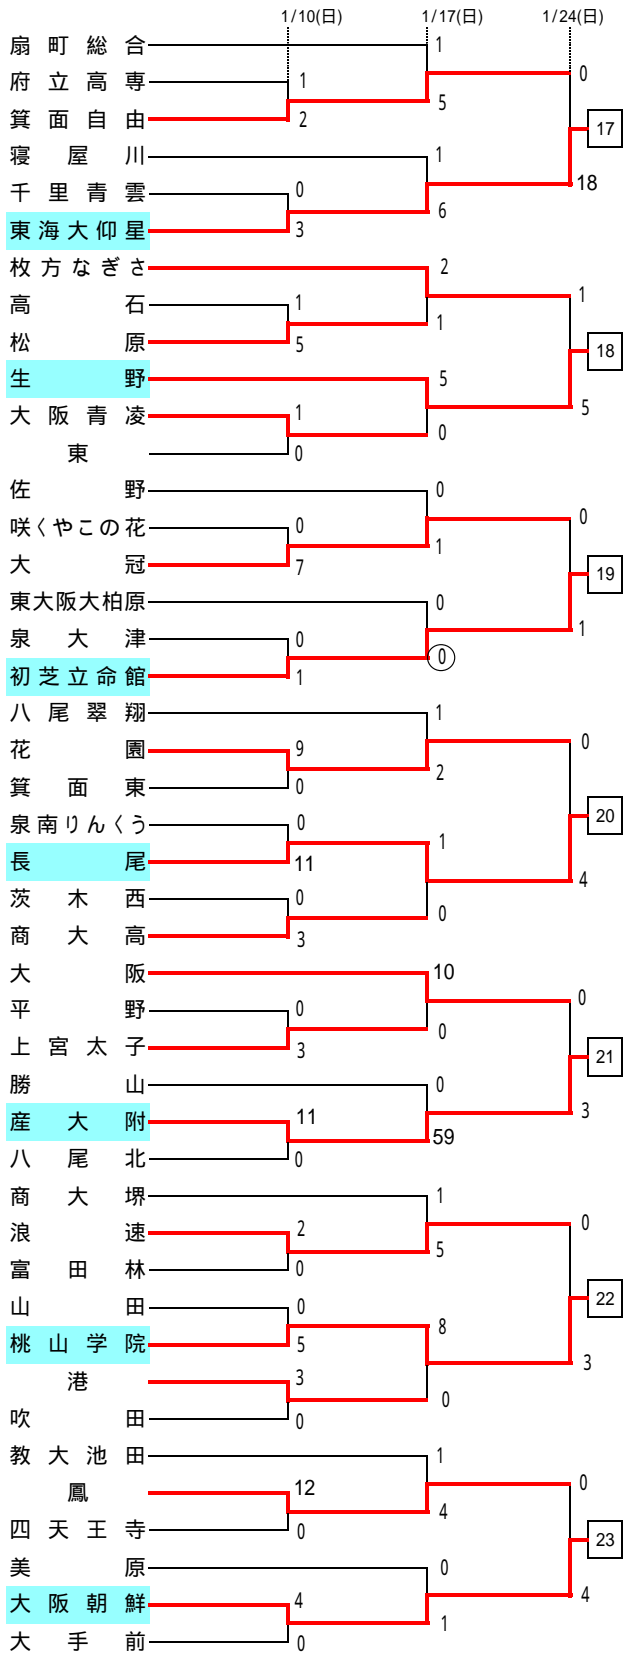 1/10(日) 1/17(日) 1/24(日)
扇町総合 1
0
府立高専 1
5
箕面自由 2
17
寝屋川 1
18
千里青雲 0
6
東海大仰星 3
枚方なぎさ 2
1
高石 1
1
松原 5
18
生野 5
5
大阪青凌 1
0
東 0
佐野 0
0
咲くやこの花 0
1
大冠 7
19
東大阪大柏原 0
1
泉大津 0
0
初芝立命館 1
八尾翠翔 1
0
花園 9
2
箕面東 0
20
泉南りんくう 0
1
長尾 11
4
茨木西 0
0
商大高 3
大阪 10
0
平野 0
0
上宮太子 3
21
勝山 0
3
産大附 11
59
八尾北 0
商大堺 1
0
浪速 2
5
富田林 0
22
山田 0
8
桃山学院 5
3
港 3
0
吹田 0
教大池田 1
0
鳳 12
4
四天王寺 0
23
美原 0
4
大阪朝鮮 4
1
大手前 0